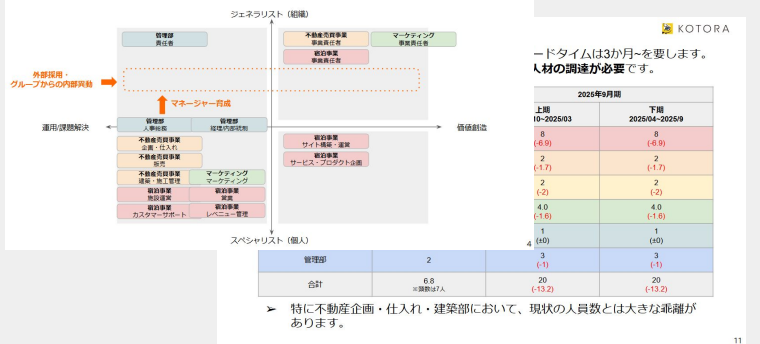 ジェネラリスト（組織）
管理部
責任者
不動産売買事業
事業責任者
マーケティング
事業責任者
宿泊事業
事業責任者
外部採用・
グループからの内部異動
マネージャー育成
運用/課題解決
価値創造
管理部
人事総務
管理部
経理/内部統制
不動産売買事業
企画・仕入れ
不動産売買事業
販売
不動産売買事業
建築・施工管理
マーケティング
マーケティング
宿泊事業
施設運営
宿泊事業
営業
宿泊事業
カスタマーサポート
宿泊事業
レベニュー管理
宿泊事業
サイト構築・運営
宿泊事業
サービス・プロダクト企画
スペシャリスト（個人）
4
KOTORA
ードタイムは3か月~を要します。
人材の調達が必要です。
2025年9月期
上期
10~2025/03
下期
2025/04~2025/9
8
(-6.9)
8
(-6.9)
2
(-1.7)
2
(-1.7)
2
(-2)
2
(-2)
4.0
(-1.6)
4.0
(-1.6)
1
(±0)
1
(±0)
管理部
2
3
(-1)
3
(-1)
合計
6.8
※頭数は7人
20
(-13.2)
20
(-13.2)
➢ 特に不動産企画・仕入れ・建築部において、現状の人員数とは大きな乖離が
あります。
11